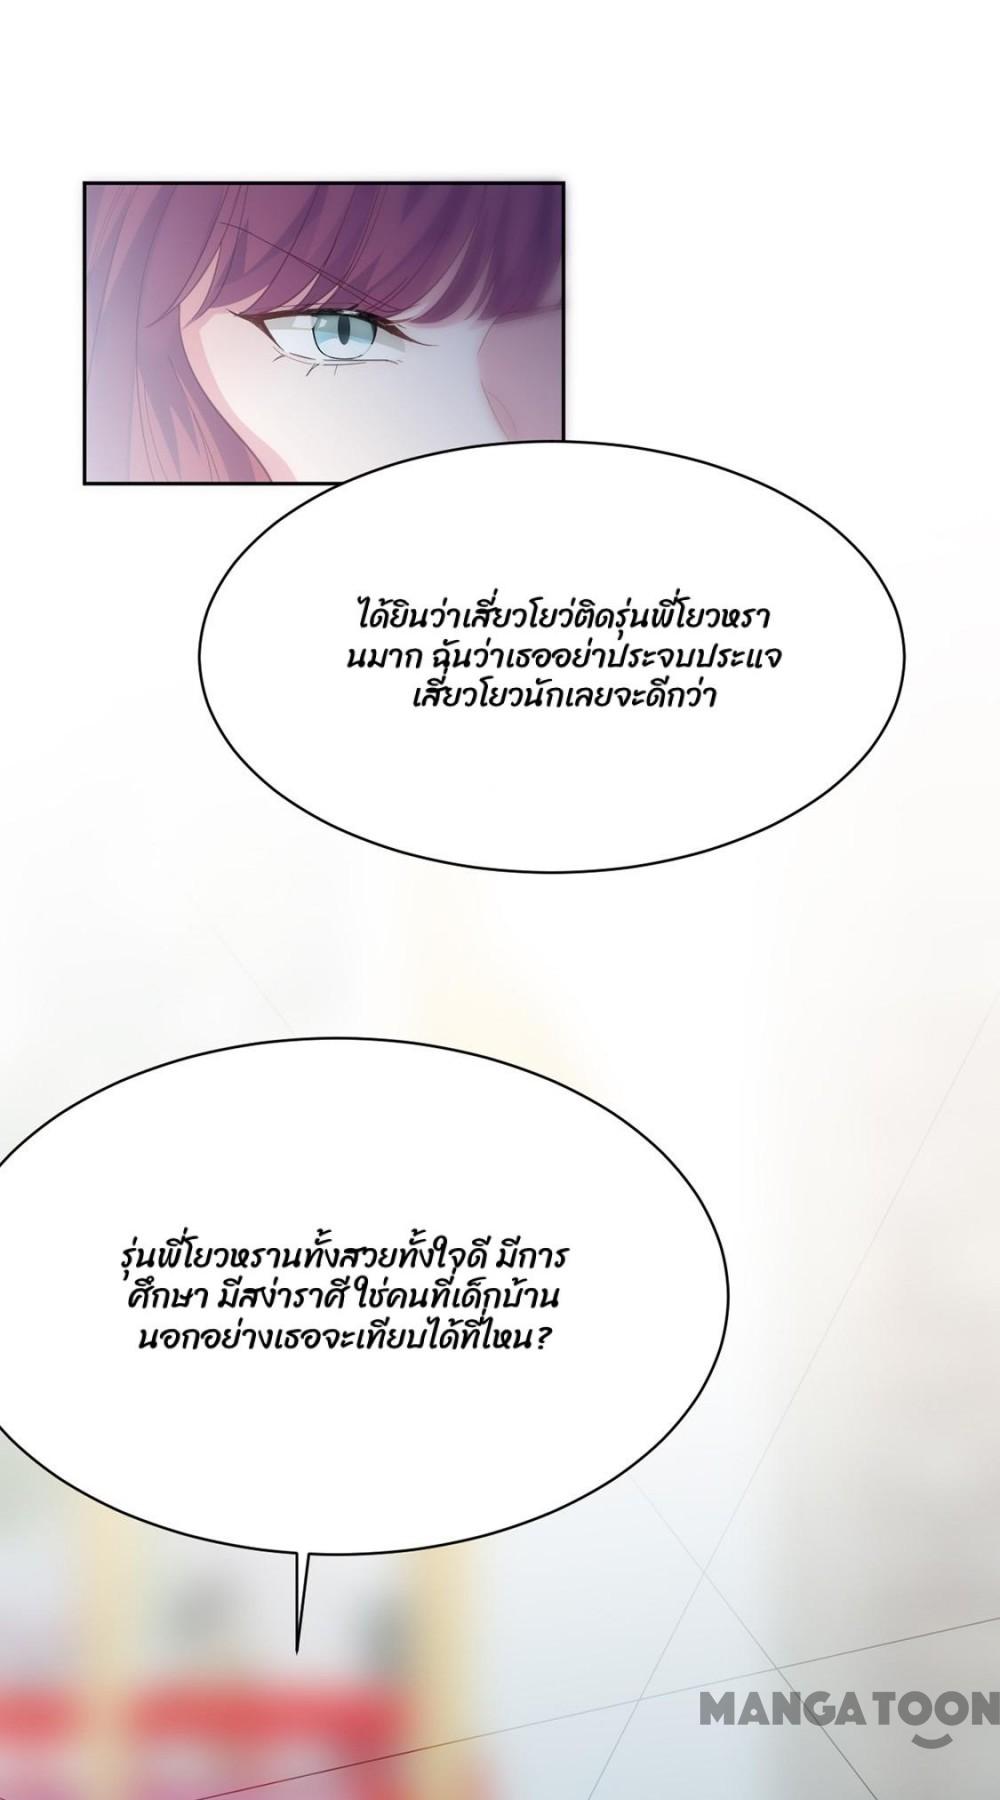 ได้ยินว่าเสี่ยวโยว่ติดรุ่นพี่โยวหรา
นมาก ฉันว่าเธออย่าประจบประแจ
เสี่ยวโยวนักเลยจะดีกว่า
รุ่นพี่โยวหรานทั้งสวยทั้งใจดี มีการ
ศึกษา มีสง่าราศี ใช่คนที่เด็กบ้าน
นอกอย่างเธอจะเทียบได้ที่ไหน?
MANGATOON